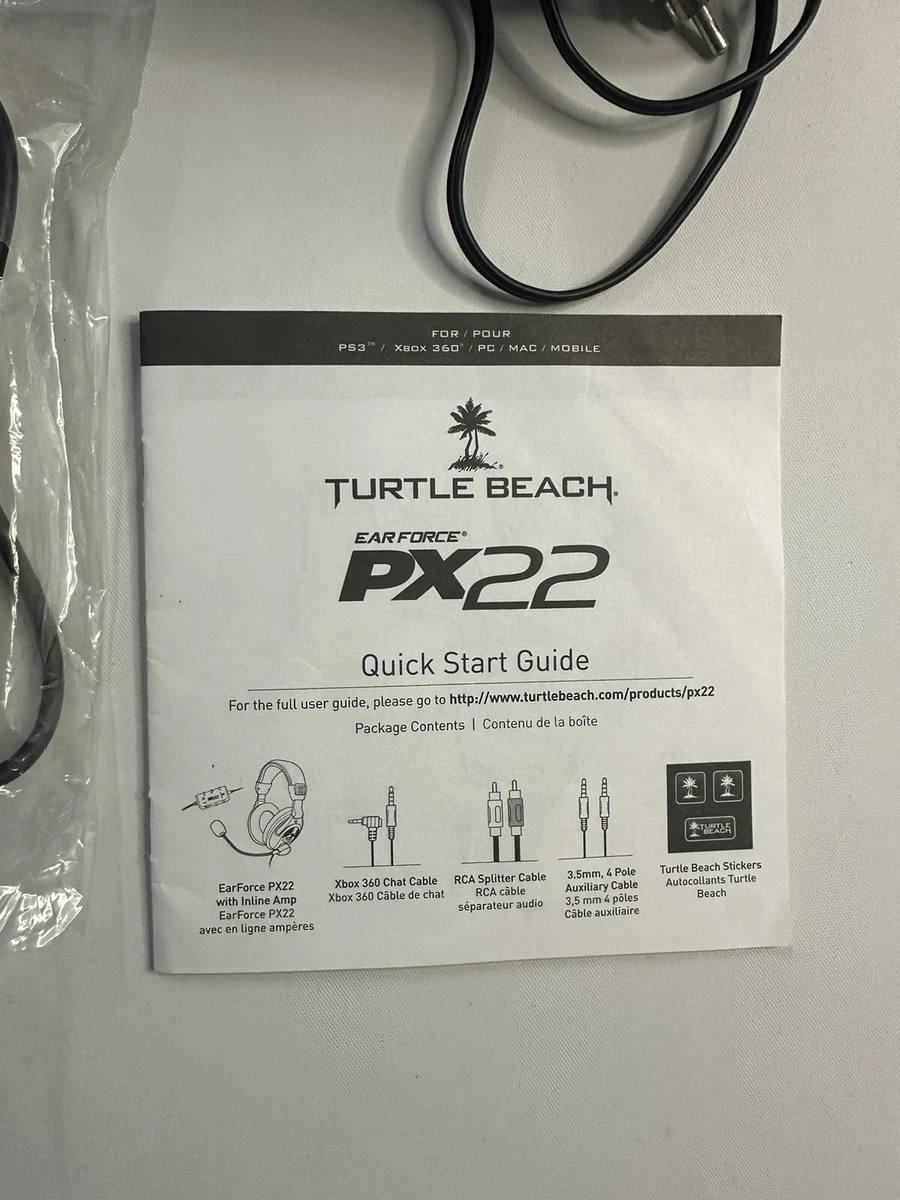 FOR / POUR
PS3™ / XBOX 360® / PC / MAC / MOBILE
TURTLE BEACH®
EAR FORCE®
PX22
Quick Start Guide
For the full user guide, please go to http://www.turtlebeach.com/products/px22
Package Contents | Contenu de la boîte
TURTLE
BEACH
EarForce PX22
with Inline Amp
EarForce PX22
avec en ligne ampères
Xbox 360 Chat Cable
Xbox 360 Câble de chat
RCA Splitter Cable
RCA câble
séparateur audio
3.5mm, 4 Pole
Auxiliary Cable
3,5 mm 4 pôles
Câble auxiliaire
Turtle Beach Stickers
Autocollants Turtle
Beach